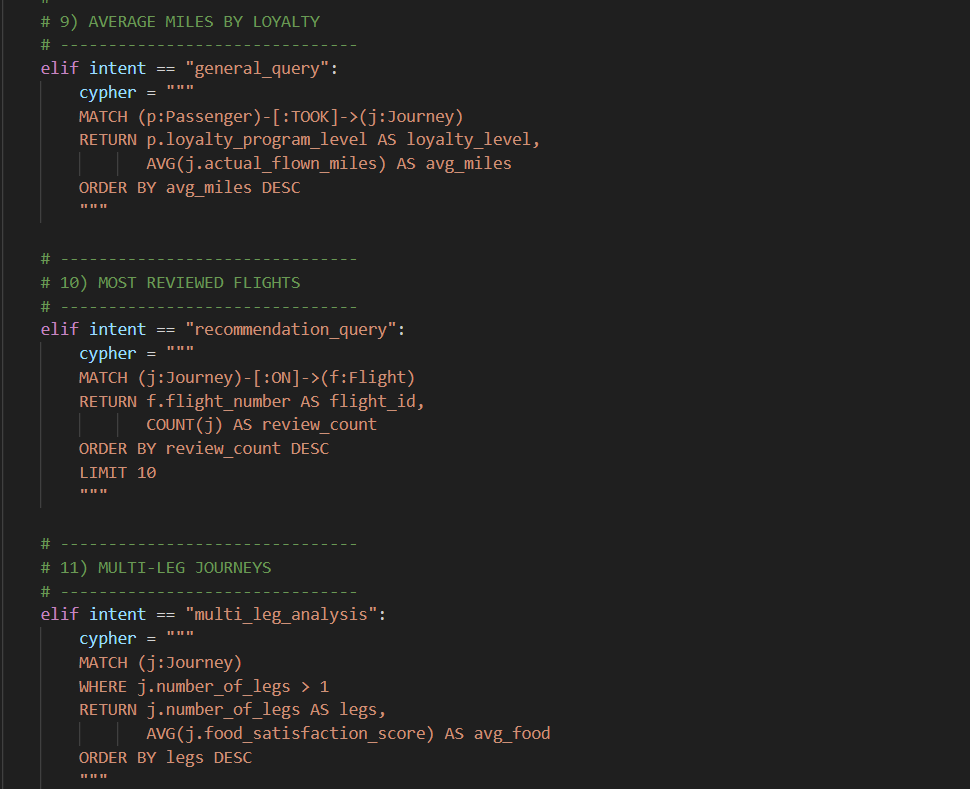 # 9) AVERAGE MILES BY LOYALTY
# -------------------------------
elif intent == "general_query":
    cypher = """
    MATCH (p:Passenger)-[:TOOK]->(j:Journey)
    RETURN p.loyalty_program_level AS loyalty_level,
           AVG(j.actual_flown_miles) AS avg_miles
    ORDER BY avg_miles DESC
    """
# -------------------------------
# 10) MOST REVIEWED FLIGHTS
# -------------------------------
elif intent == "recommendation_query":
    cypher = """
    MATCH (j:Journey)-[:ON]->(f:Flight)
    RETURN f.flight_number AS flight_id,
           COUNT(j) AS review_count
    ORDER BY review_count DESC
    LIMIT 10
    """
# -------------------------------
# 11) MULTI-LEG JOURNEYS
# -------------------------------
elif intent == "multi_leg_analysis":
    cypher = """
    MATCH (j:Journey)
    WHERE j.number_of_legs > 1
    RETURN j.number_of_legs AS legs,
           AVG(j.food_satisfaction_score) AS avg_food
    ORDER BY legs DESC
    """